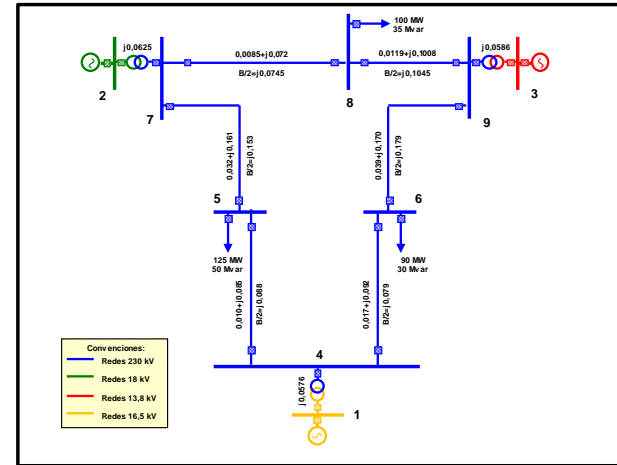 100 MW
35 Mvar
j0,0625
0,0085+j0,072
B/2=j0,0745
0,0119+j0,1008
B/2=j0,1045
j0,0586
2
7
8
9
3
0,032+j0,161
B/2=j0,153
0,039+j0,170
B/2=j0,179
5
6
125 MW
50 Mvar
90 MW
30 Mvar
0,010+j0,085
B/2=j0,088
0,017+j0,092
B/2=j0,079
4
j0,0576
1
Convenciones:
Redes 230 kV
Redes 18 kV
Redes 13,8 kV
Redes 16,5 kV